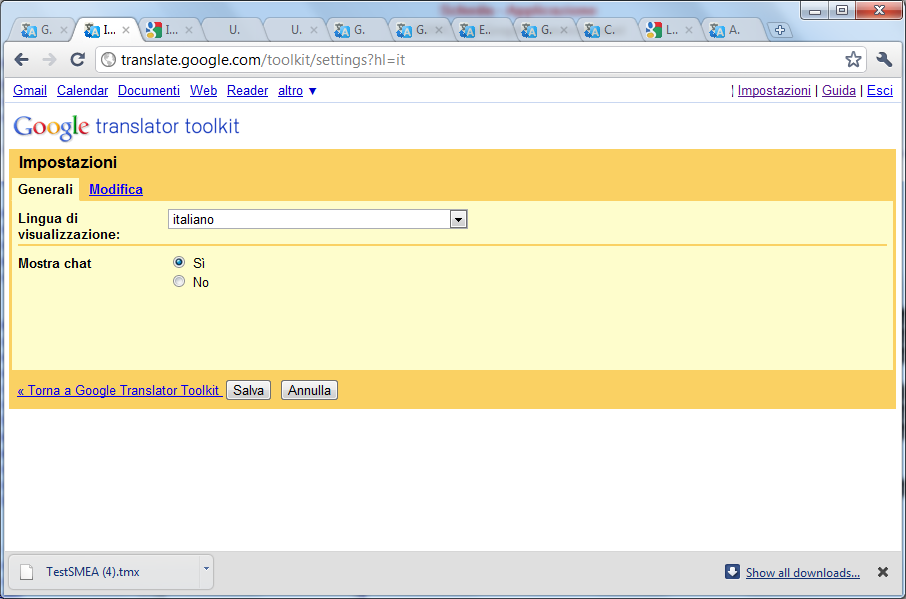 G.
I...
I...
U.
U.
G.
G.
E..
G.
C.
L..
A.
translate.google.com/toolkit/settings?hl=it
Gmail Calendar Documenti Web Reader altro ▼ | Impostazioni | Guida | Esci
Google translator toolkit
Impostazioni
Generali Modifica
Lingua di
visualizzazione:
italiano
Mostra chat
Sì
No
« Torna a Google Translator Toolkit Salva Annulla
TestSMEA (4).tmx
Show all downloads...